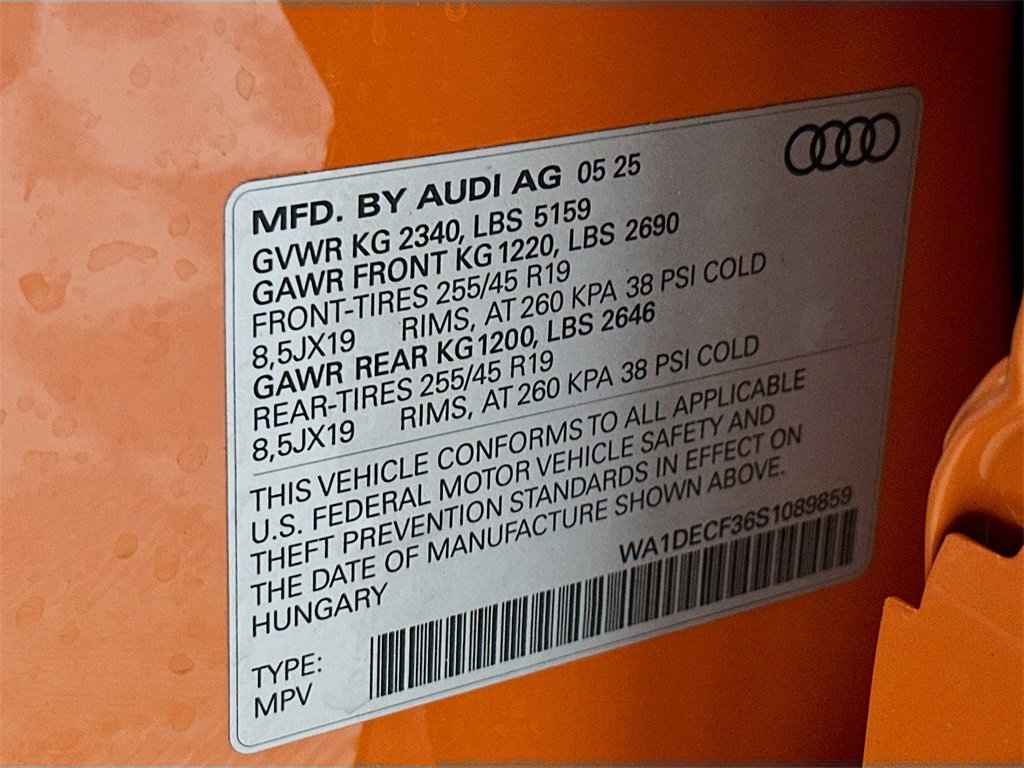 MFD. BY AUDI AG 05 25
GVWR KG 2340, LBS 5159
GAWR FRONT KG 1220, LBS 2690
FRONT-TIRES 255/45 R19
8,5JX19 RIMS, AT 260 KPA 38 PSI COLD
GAWR REAR KG 1200, LBS 2646
REAR-TIRES 255/45 R19
8,5JX19 RIMS, AT 260 KPA 38 PSI COLD
THIS VEHICLE CONFORMS TO ALL APPLICABLE
U.S. FEDERAL MOTOR VEHICLE SAFETY AND
THEFT PREVENTION STANDARDS IN EFFECT ON
THE DATE OF MANUFACTURE SHOWN ABOVE.
HUNGARY
WA1DECF36S1089859
TYPE:
MPV